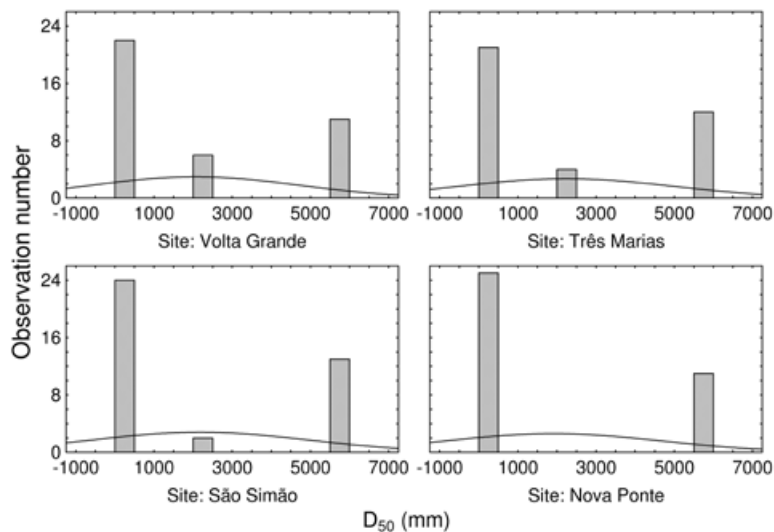 Observation number
24
16
8
0
-1000 1000 3000 5000 7000
Site: Volta Grande
-1000 1000 3000 5000 7000
Site: Três Marias
24
16
8
0
-1000 1000 3000 5000 7000
Site: São Simão
-1000 1000 3000 5000 7000
Site: Nova Ponte
D₅₀ (mm)